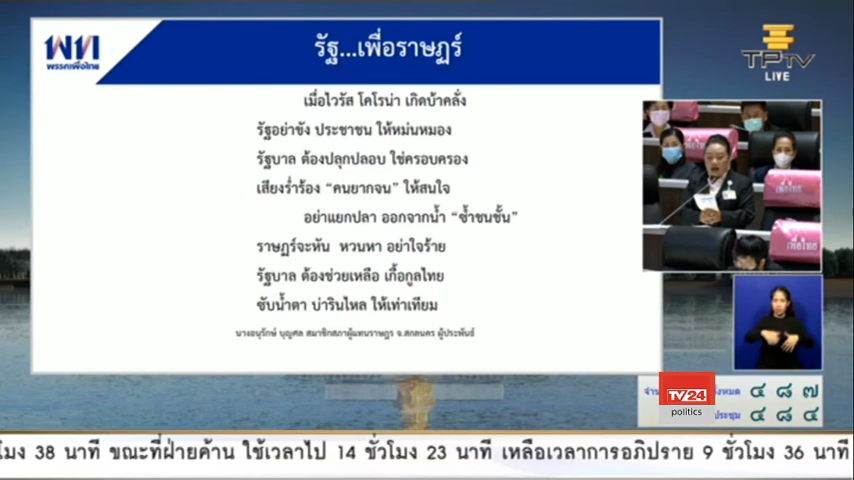 พท
พรรคเพื่อไทย
รัฐ...เพื่อราษฎร์
TPTV
LIVE
เมื่อไวรัส โคโรน่า เกิดบ้าคลั่ง
รัฐอย่าขัง ประชาชน ให้หม่นหมอง
รัฐบาล ต้องปลุกปลอบ ใช่ครอบครอง
เสียงร่ำร้อง “คนยากจน” ให้สนใจ
อย่าแยกปลา ออกจากน้ำ “ซ้ำชนชั้น”
ราษฎร์จะหัน หวนหา อย่าใจร้าย
รัฐบาล ต้องช่วยเหลือ เกื้อกูลไทย
ซับน้ำตา บ่ารินไหล ให้เท่าเทียม
นางอนุรักษ์ บุญศล สมาชิกสภาผู้แทนราษฎร จ.สกลนคร ผู้ประพันธ์
เพื่อไทย
เพื่อไทย
TV24
politics
๔๘๗
๔๘๔
โมง 38 นาที ขณะที่ฝ่ายค้าน ใช้เวลาไป 14 ชั่วโมง 23 นาที เหลือเวลาการอภิปราย 9 ชั่วโมง 36 นาที